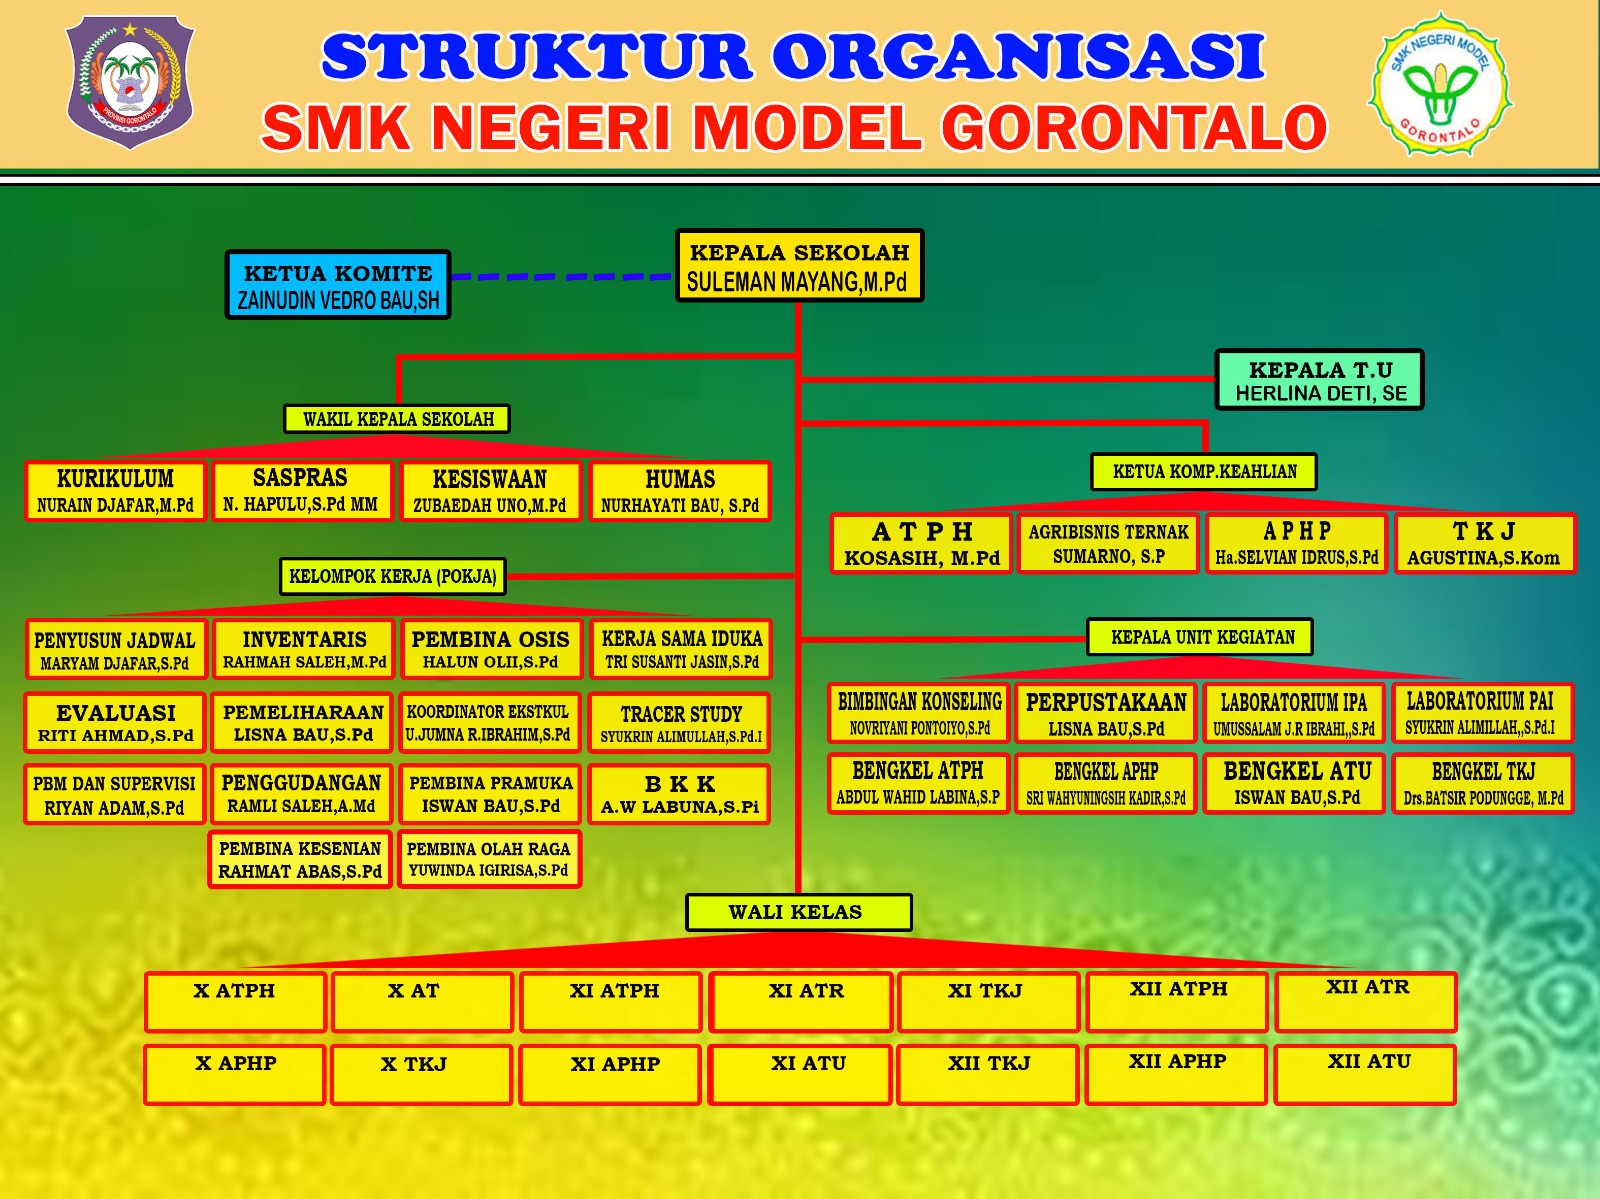 STRUKTUR ORGANISASI
SMK NEGERI MODEL GORONTALO
PROVINSI GORONTALO
SMK NEGERI MODEL
GORONTALO
KEPALA SEKOLAH
SULEMAN MAYANG,M.Pd
KETUA KOMITE
ZAINUDIN VEDRO BAU,SH
KEPALA T.U
HERLINA DETI, SE
WAKIL KEPALA SEKOLAH
KURIKULUM
NURAIN DJAFAR,M.Pd
SASPRAS
N. HAPULU,S.Pd MM
KESISWAAN
ZUBAEDAH UNO,M.Pd
HUMAS
NURHAYATI BAU, S.Pd
KETUA KOMP.KEAHLIAN
A T P H
KOSASIH, M.Pd
AGRIBISNIS TERNAK
SUMARNO, S.P
A P H P
Ha.SELVIAN IDRUS,S.Pd
T K J
AGUSTINA,S.Kom
KELOMPOK KERJA (POKJA)
PENYUSUN JADWAL
MARYAM DJAFAR,S.Pd
INVENTARIS
RAHMAH SALEH,M.Pd
PEMBINA OSIS
HALUN OLII,S.Pd
KERJA SAMA IDUKA
TRI SUSANTI JASIN,S.Pd
EVALUASI
RITI AHMAD,S.Pd
PEMELIHARAAN
LISNA BAU,S.Pd
KOORDINATOR EKSTKUL
U.JUMNA R.IBRAHIM,S.Pd
TRACER STUDY
SYUKRIN ALIMULLAH,S.Pd.I
PBM DAN SUPERVISI
RIYAN ADAM,S.Pd
PENGGUDANGAN
RAMLI SALEH,A.Md
PEMBINA PRAMUKA
ISWAN BAU,S.Pd
B K K
A.W LABUNA,S.Pi
PEMBINA KESENIAN
RAHMAT ABAS,S.Pd
PEMBINA OLAH RAGA
YUWINDA IGIRISA,S.Pd
KEPALA UNIT KEGIATAN
BIMBINGAN KONSELING
NOVRIYANI PONTOIYO,S.Pd
PERPUSTAKAAN
LISNA BAU,S.Pd
LABORATORIUM IPA
UMUSSALAM J.R IBRAHI,,S.Pd
LABORATORIUM PAI
SYUKRIN ALIMILLAH,,S.Pd.I
BENGKEL ATPH
ABDUL WAHID LABINA,S.P
BENGKEL APHP
SRI WAHYUNINGSIH KADIR,S.Pd
BENGKEL ATU
ISWAN BAU,S.Pd
BENGKEL TKJ
Drs.BATSIR PODUNGGE, M.Pd
WALI KELAS
X ATPH
X AT
XI ATPH
XI ATR
XI TKJ
XII ATPH
XII ATR
X APHP
X TKJ
XI APHP
XI ATU
XII TKJ
XII APHP
XII ATU